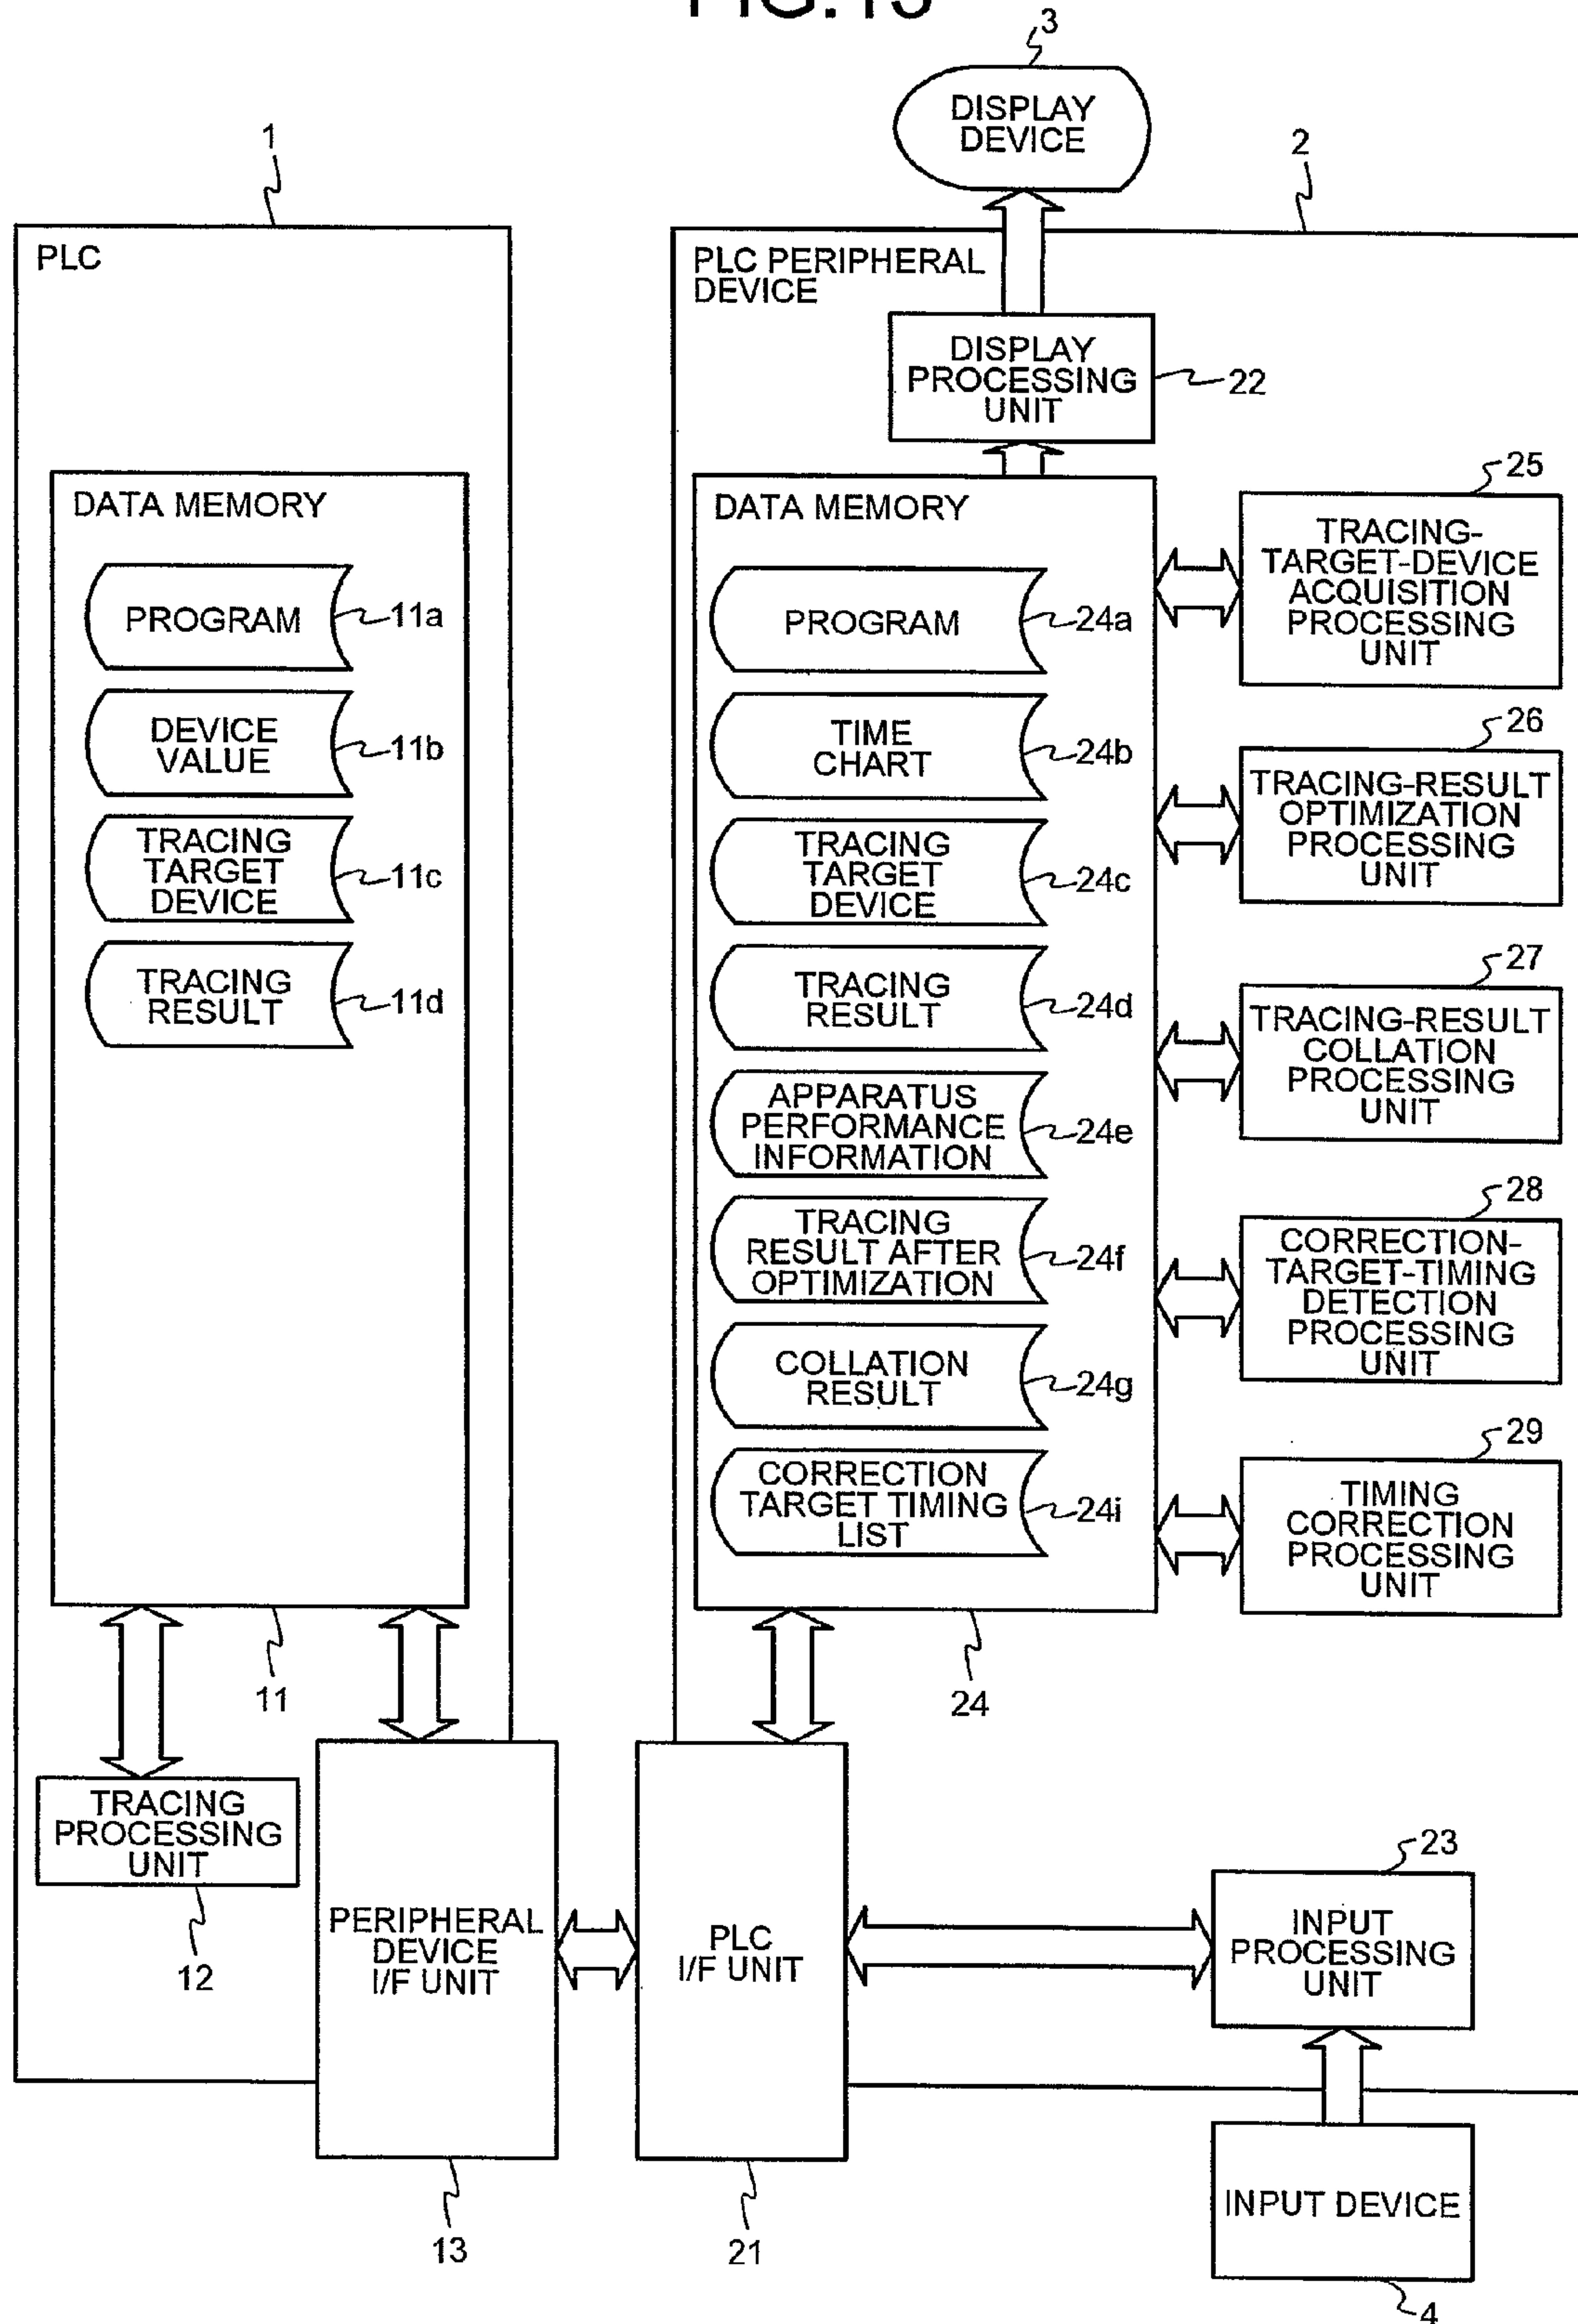 FIG.13
3
DISPLAY
DEVICE
1
2
PLC
PLC PERIPHERAL
DEVICE
DISPLAY
PROCESSING
UNIT
22
DATA MEMORY
PROGRAM
11a
DEVICE
VALUE
11b
TRACING
TARGET
DEVICE
11c
TRACING
RESULT
11d
11
DATA MEMORY
PROGRAM
24a
TIME
CHART
24b
TRACING
TARGET
DEVICE
24c
TRACING
RESULT
24d
APPARATUS
PERFORMANCE
INFORMATION
24e
TRACING
RESULT AFTER
OPTIMIZATION
24f
COLLATION
RESULT
24g
CORRECTION
TARGET TIMING
LIST
24i
24
25
TRACING-
TARGET-DEVICE
ACQUISITION
PROCESSING
UNIT
26
TRACING-RESULT
OPTIMIZATION
PROCESSING
UNIT
27
TRACING-RESULT
COLLATION
PROCESSING
UNIT
28
CORRECTION-
TARGET-TIMING
DETECTION
PROCESSING
UNIT
29
TIMING
CORRECTION
PROCESSING
UNIT
TRACING
PROCESSING
UNIT
12
PERIPHERAL
DEVICE
I/F UNIT
13
PLC
I/F UNIT
21
23
INPUT
PROCESSING
UNIT
INPUT DEVICE
4